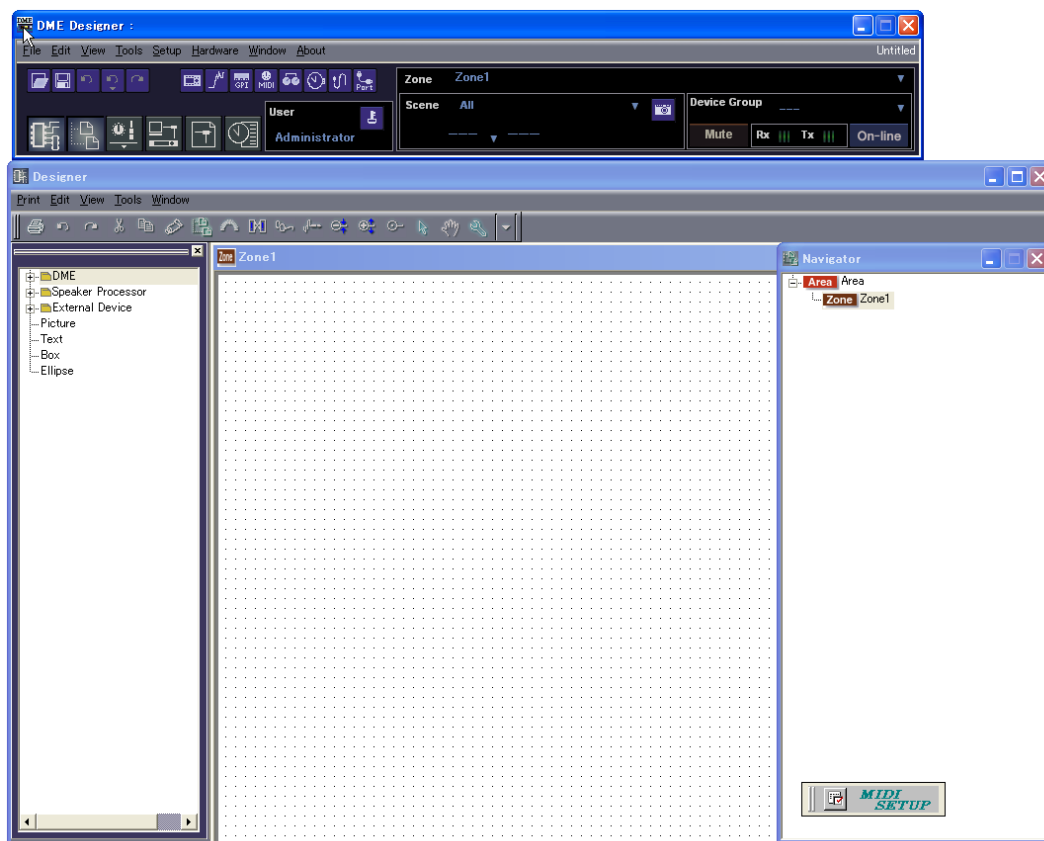 DME Designer :
File Edit View Tools Setup Hardware Window About
Untitled
GPI
MIDI
Port
Zone Zone1
User
Administrator
Scene All
Device Group
Mute Rx Tx On-line
Designer
Print Edit View Tools Window
Zone Zone1
Navigator
DME
Speaker Processor
External Device
Picture
Text
Box
Ellipse
Area Area
Zone Zone1
MIDI
SETUP